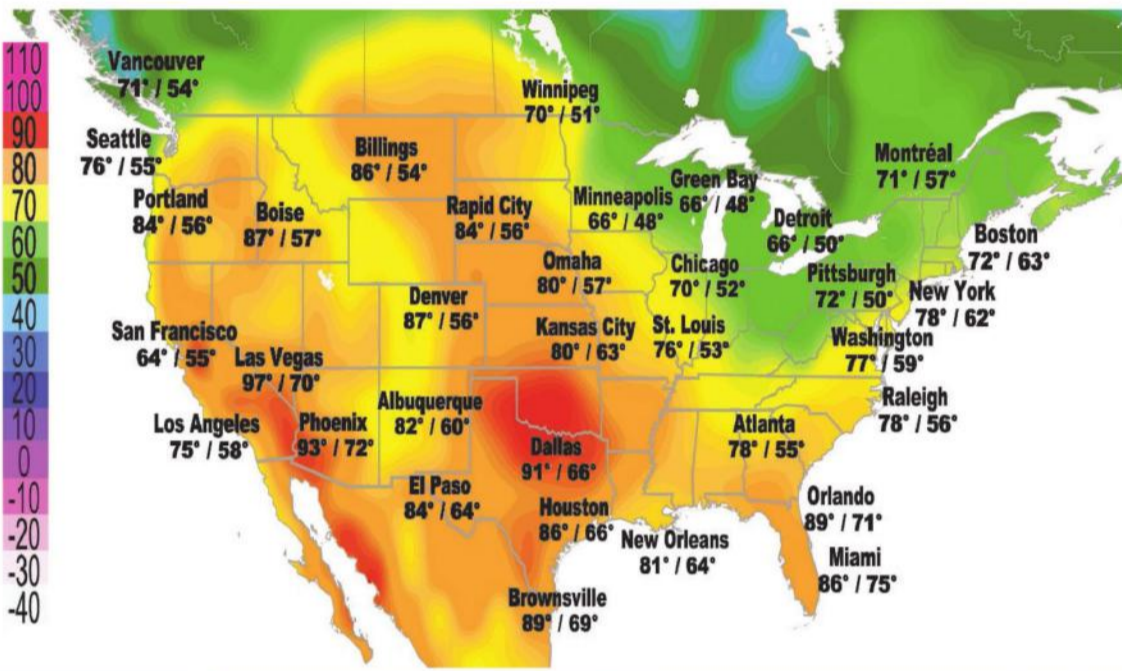 110
100
90
80
70
60
50
40
30
20
10
0
-10
-20
-30
-40
Vancouver
71° / 54°
Winnipeg
70° / 51°
Seattle
76° / 55°
Billings
86° / 54°
Montréal
71° / 57°
Portland
84° / 56°
Boise
87° / 57°
Rapid City
84° / 56°
Minneapolis
66° / 48°
Green Bay
66° / 48°
Detroit
66° / 50°
Boston
72° / 63°
Omaha
80° / 57°
Chicago
70° / 52°
Pittsburgh
72° / 50°
New York
78° / 62°
Denver
87° / 56°
San Francisco
64° / 55°
Las Vegas
97° / 70°
Kansas City
80° / 63°
St. Louis
76° / 53°
Washington
77° / 59°
Los Angeles
75° / 58°
Phoenix
93° / 72°
Albuquerque
82° / 60°
Dallas
91° / 66°
Atlanta
78° / 55°
Raleigh
78° / 56°
El Paso
84° / 64°
Houston
86° / 66°
New Orleans
81° / 64°
Orlando
89° / 71°
Miami
86° / 75°
Brownsville
89° / 69°